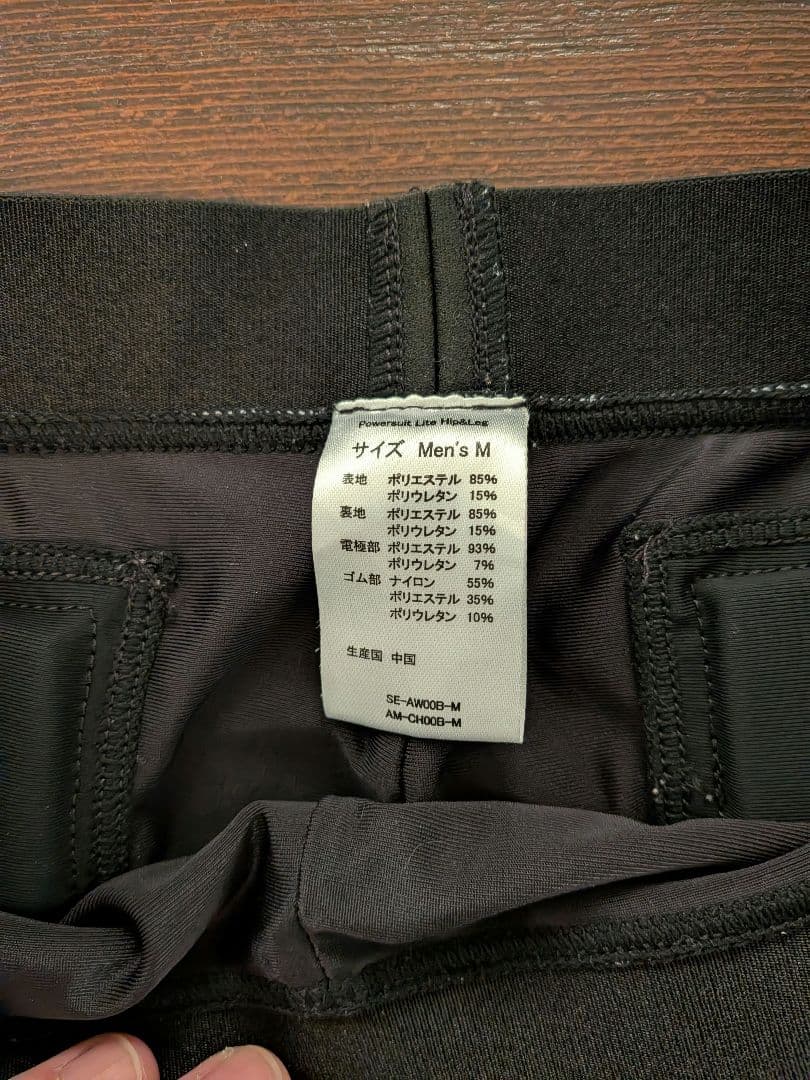 Powersuit Lite Hip&Leg
サイズ Men's M
表地 ポリエステル 85%
ポリウレタン 15%
裏地 ポリエステル 85%
ポリウレタン 15%
電極部 ポリエステル 93%
ポリウレタン 7%
ゴム部 ナイロン 55%
ポリエステル 35%
ポリウレタン 10%
生産国 中国
SE-AW00B-M
AM-CH00B-M